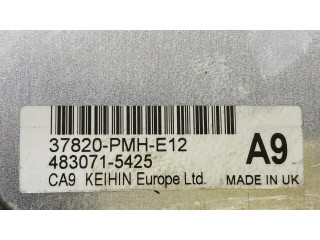 37820-PMH-E12
483071-5425
CA9 KEIHIN Europe Ltd.
A9
MADE IN UK